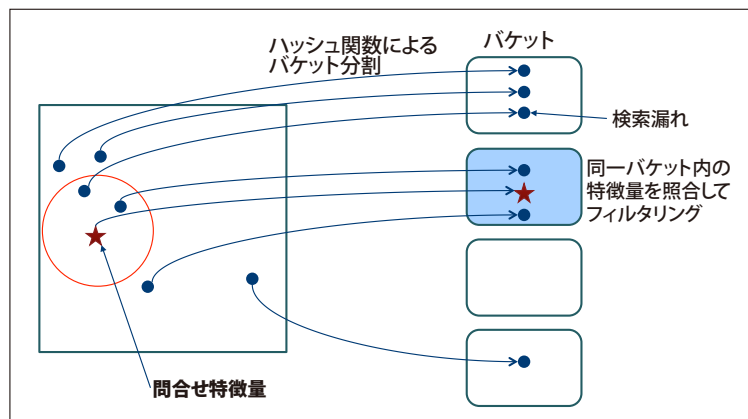 ハッシュ関数による
バケット分割
バケット
検索漏れ
同一バケット内の
特徴量を照合して
フィルタリング
問合せ特徴量